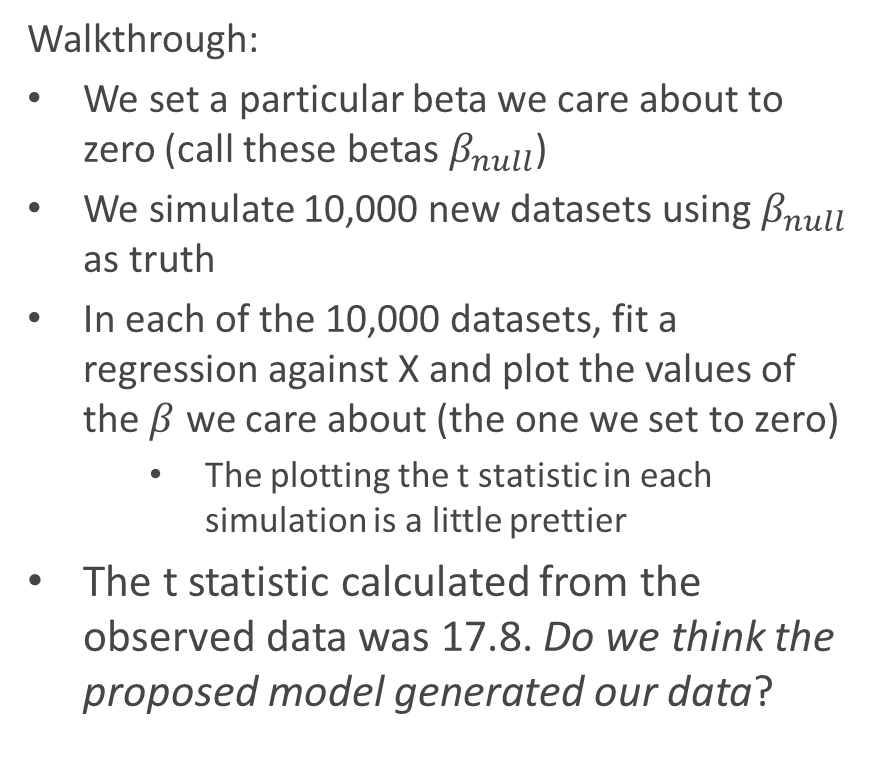 Walkthrough:
• We set a particular beta we care about to
zero (call these betas βnull)
• We simulate 10,000 new datasets using βnull
as truth
• In each of the 10,000 datasets, fit a
regression against X and plot the values of
the β we care about (the one we set to zero)
• The plotting the t statistic in each
simulation is a little prettier
• The t statistic calculated from the
observed data was 17.8. Do we think the
proposed model generated our data?